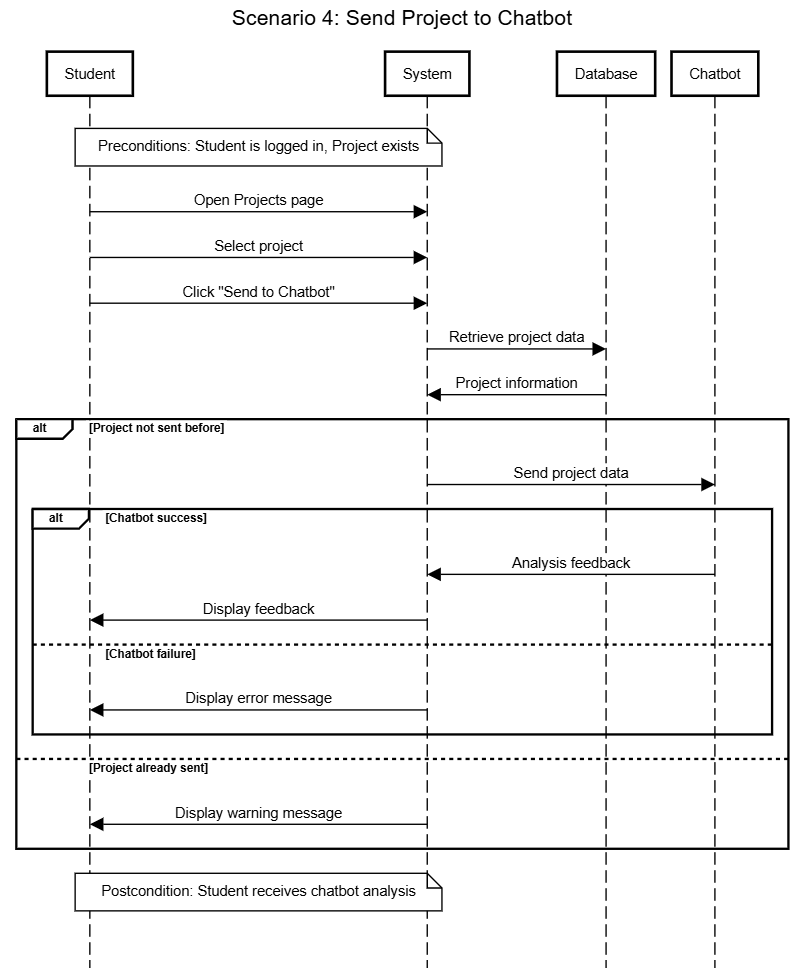 Scenario 4: Send Project to Chatbot
Student
System
Database
Chatbot
Preconditions: Student is logged in, Project exists
Open Projects page
Select project
Click "Send to Chatbot"
Retrieve project data
Project information
alt
[Project not sent before]
Send project data
alt
[Chatbot success]
Analysis feedback
Display feedback
[Chatbot failure]
Display error message
[Project already sent]
Display warning message
Postcondition: Student receives chatbot analysis